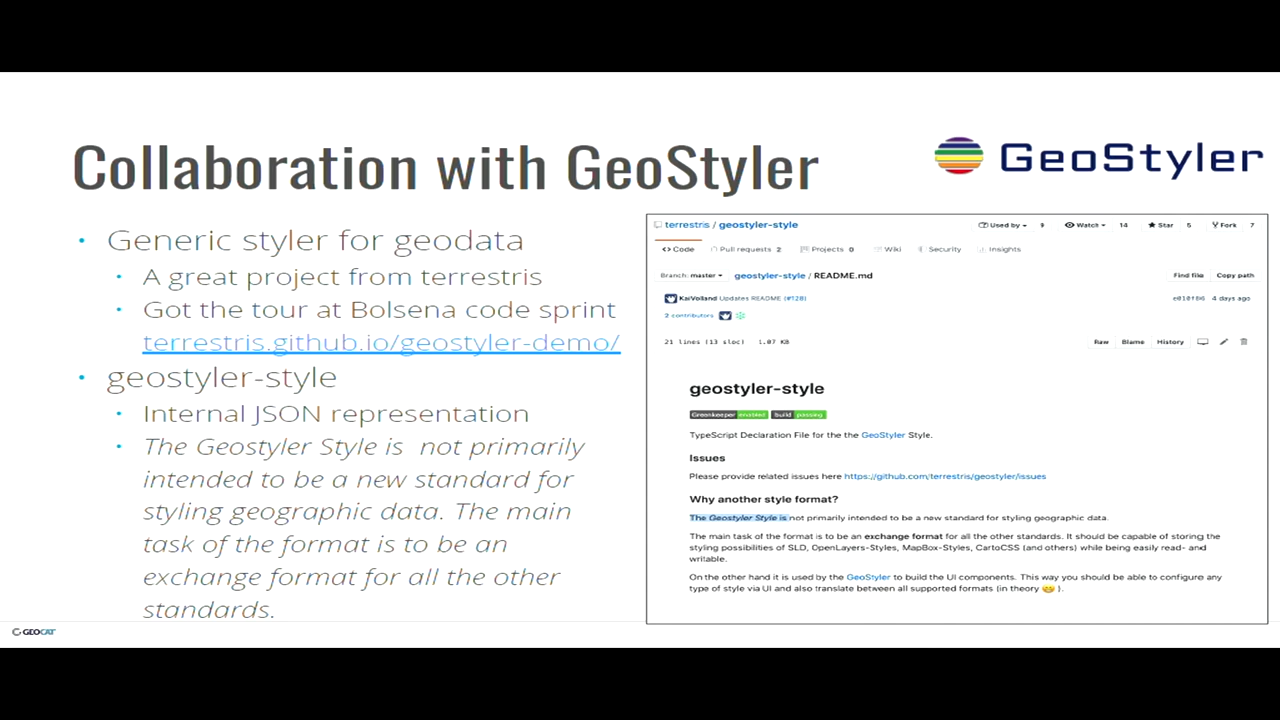 Collaboration with GeoStyler
GeoStyler
• Generic styler for geodata
• A great project from terrestris
• Got the tour at Bolsena code sprint
terrestris.github.io/geostyler-demo/
• geostyler-style
• Internal JSON representation
• The Geostyler Style is not primarily
intended to be a new standard for
styling geographic data. The main
task of the format is to be an
exchange format for all the other
standards.
terrestris / geostyler-style
Used by 9 Watch 14 Star 5 Fork 7
Code Pull requests 2 Projects 0 Wiki Security Insights
Branch: master geostyler-style / README.md Find file Copy path
KaiVolland Updates README (#128) 4 days ago
2 contributors
21 lines (13 sloc) 1.07 KB Raw Blame History
geostyler-style
Greenkeeper enabled build passing
TypeScript Declaration File for the the GeoStyler Style.
Issues
Please provide related issues here https://github.com/terrestris/geostyler/issues
Why another style format?
The Geostyler Style is not primarily intended to be a new standard for styling geographic data.
The main task of the format is to be an exchange format for all the other standards. It should be capable of storing the
styling possibilities of SLD, OpenLayers-Styles, MapBox-Styles, CartoCSS (and others) while being easily read- and
writable.
On the other hand it is used by the GeoStyler to build the UI components. This way you should be able to configure any
type of style via UI and also translate between all supported formats (in theory 😊 ).
GEOCAT